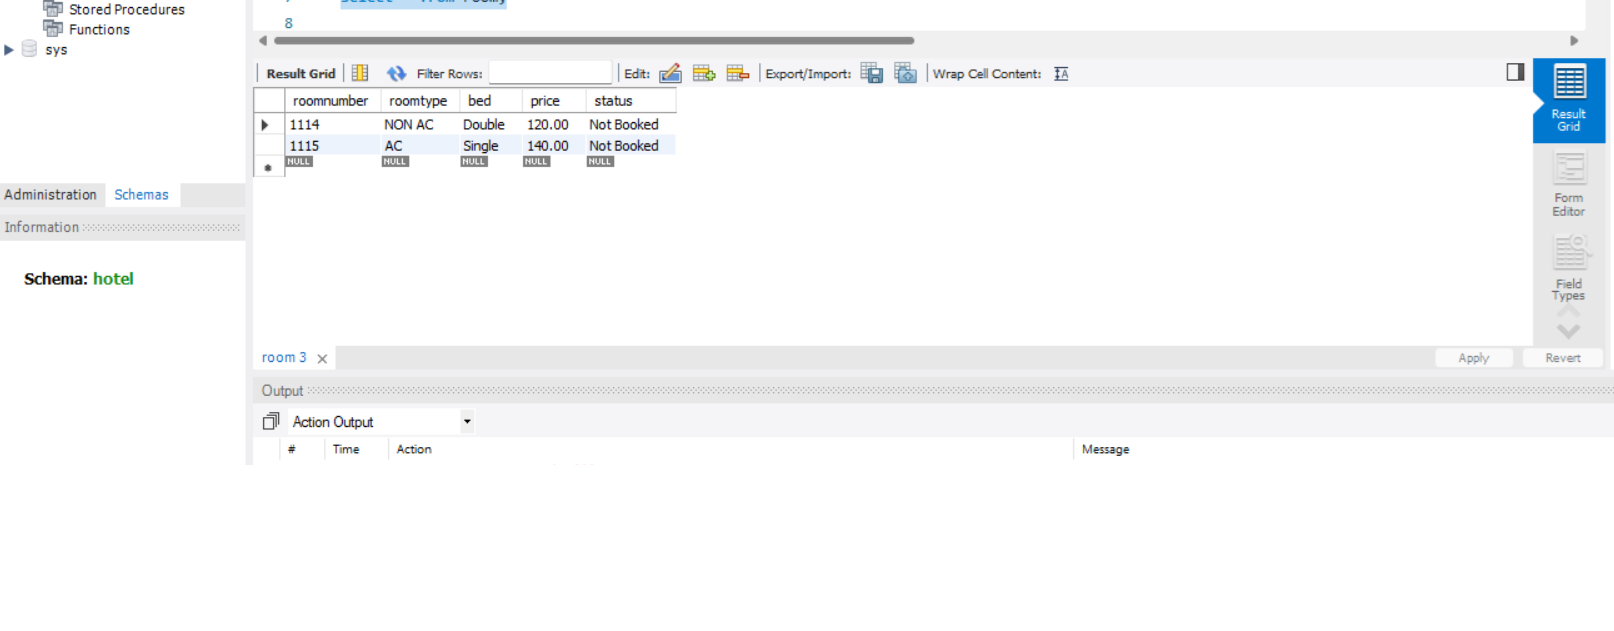 Stored Procedures
Functions
sys
8
Result Grid
Filter Rows:
Edit:
Export/Import:
Wrap Cell Content:
roomnumber roomtype bed price status
1114 NON AC Double 120.00 Not Booked
1115 AC Single 140.00 Not Booked
NULL NULL NULL NULL NULL
Result
Grid
Form
Editor
Field
Types
Administration Schemas
Information
Schema: hotel
room 3
Apply Revert
Output
Action Output
# Time Action Message